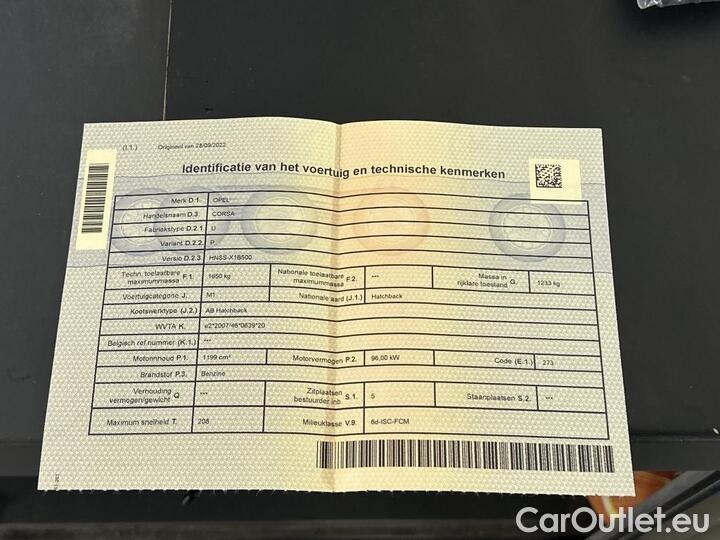 (I.1.) Origineel van 28/09/2022
Identificatie van het voertuig en technische kenmerken
Merk D.1. OPEL
Handelsnaam D.3. CORSA
Fabriekstype D.2.1. U
Variant D.2.2. P
Versie D.2.3. HNSS-X1B500
Techn. toelaatbare maximummassa F.1. 1650 kg Nationale toelaatbare maximummassa F.2. *** Massa in rijklare toestand G. 1233 kg
Voertuigcategorie J. M1 Nationale aard (J.1.) Hatchback
Koetswerktype (J.2.) AB Hatchback
WVTA K. e2*2007/46*0639*20
Belgisch ref.nummer (K.1.) ***
Motorinhoud P.1. 1199 cm³ Motorvermogen P.2. 96,00 kW Code (E.1.) 273
Brandstof P.3. Benzine
Verhouding vermogen/gewicht Q *** Zitplaatsen bestuurder inb. S.1. 5 Staanplaatsen S.2. ***
Maximum snelheid T. 208 Milieuklasse V.9. 6d-ISC-FCM
CarOutlet.eu